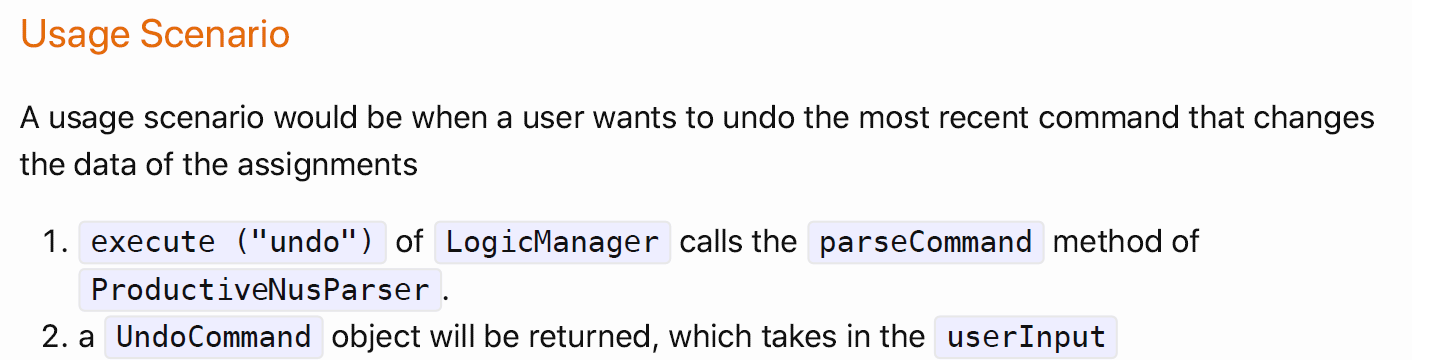 Usage Scenario
A usage scenario would be when a user wants to undo the most recent command that changes
the data of the assignments
1. execute ("undo") of LogicManager calls the parseCommand method of
ProductiveNusParser.
2. a UndoCommand object will be returned, which takes in the userInput